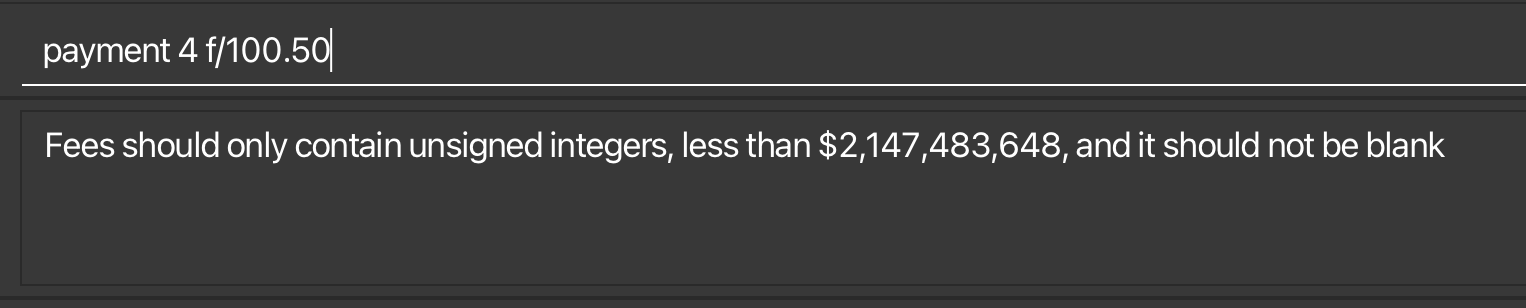 payment 4 f/100.50
Fees should only contain unsigned integers, less than $2,147,483,648, and it should not be blank